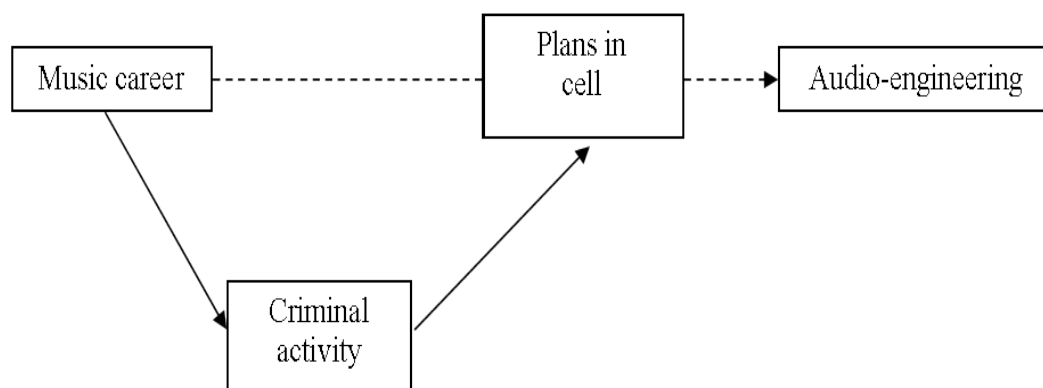 Music career
Plans in
cell
Audio-engineering
Criminal
activity